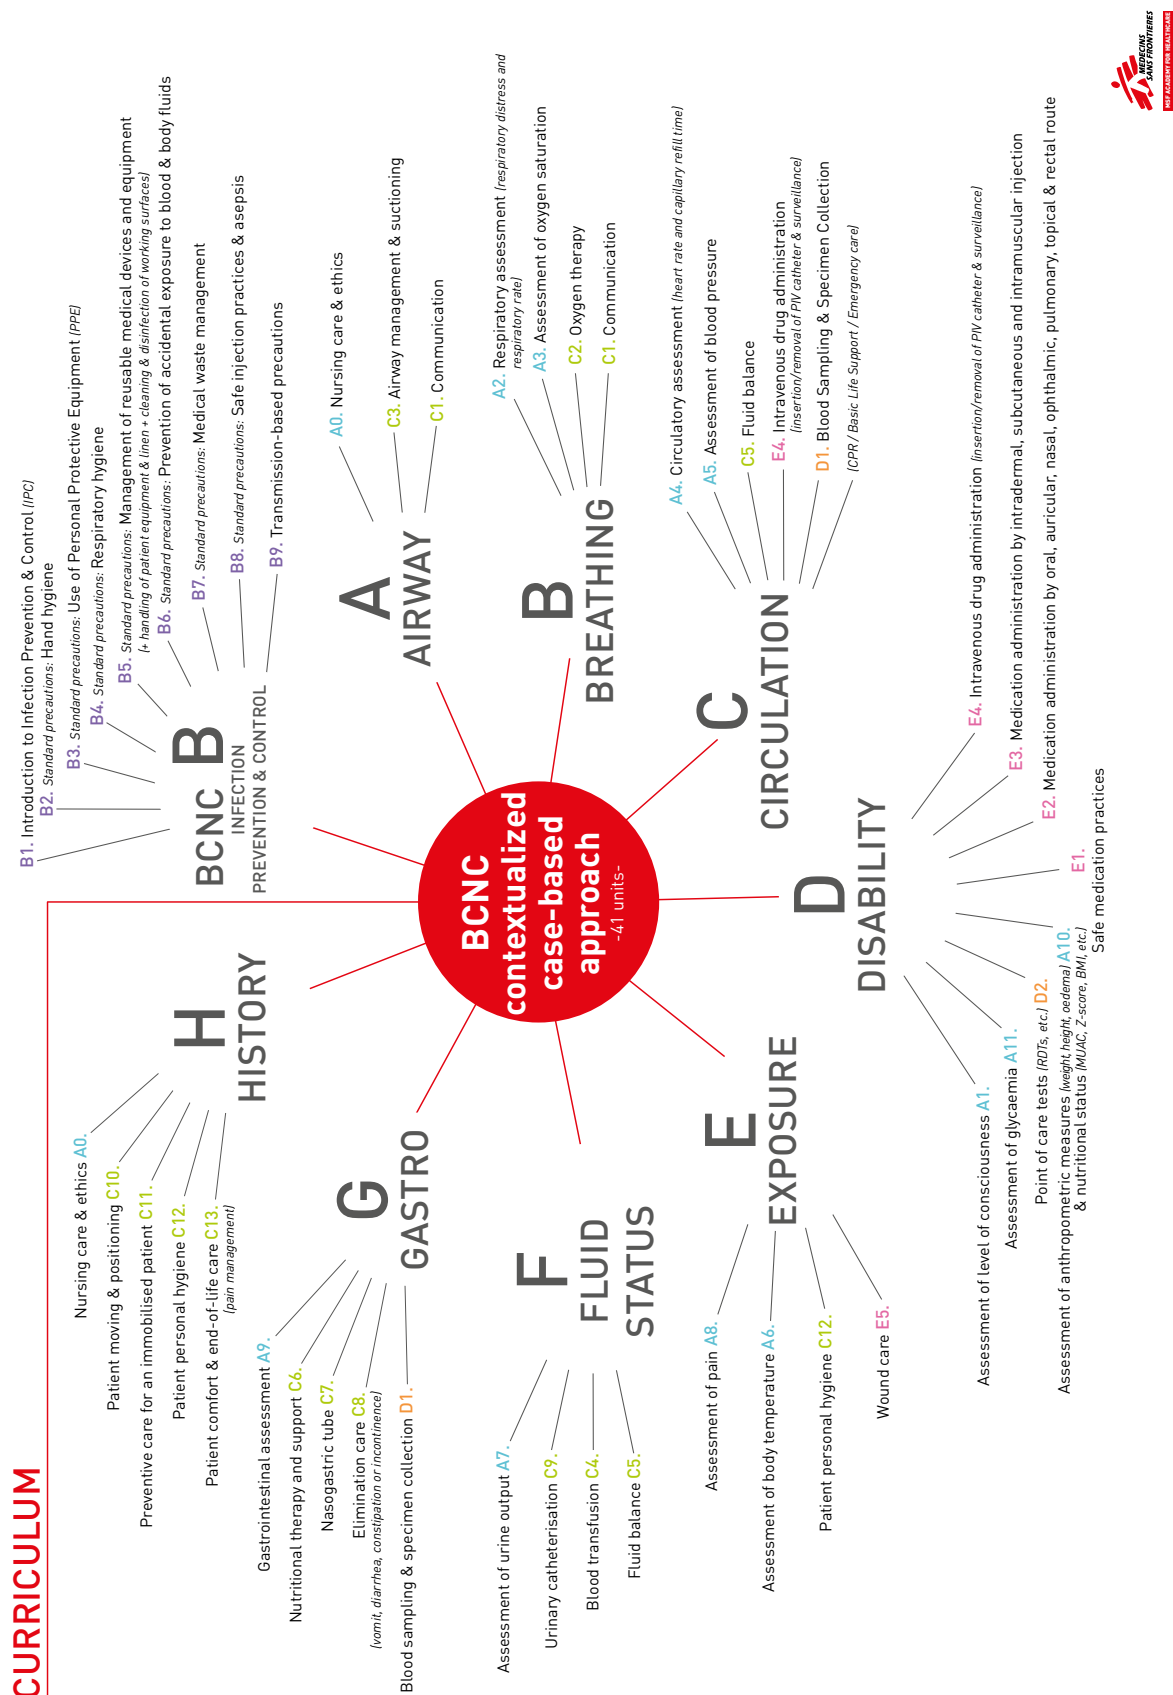 CURRICULUM
BCNC
contextualized
case-based
approach
-41 units-
BCNC B
INFECTION
PREVENTION & CONTROL
B1. Introduction to Infection Prevention & Control (IPC)
B2. Standard precautions: Hand hygiene
B3. Standard precautions: Use of Personal Protective Equipment (PPE)
B4. Standard precautions: Respiratory hygiene
B5. Standard precautions: Management of reusable medical devices and equipment
(+ handling of patient equipment & linen + cleaning & disinfection of working surfaces)
B6. Standard precautions: Prevention of accidental exposure to blood & body fluids
B7. Standard precautions: Medical waste management
B8. Standard precautions: Safe injection practices & asepsis
B9. Transmission-based precautions
A
AIRWAY
A0. Nursing care & ethics
C3. Airway management & suctioning
C1. Communication
B
BREATHING
A2. Respiratory assessment (respiratory distress and
respiratory rate)
A3. Assessment of oxygen saturation
C2. Oxygen therapy
C1. Communication
C
CIRCULATION
A4. Circulatory assessment (heart rate and capillary refill time)
A5. Assessment of blood pressure
C5. Fluid balance
E4. Intravenous drug administration
(insertion/removal of PIV catheter & surveillance)
D1. Blood Sampling & Specimen Collection
(CPR / Basic Life Support / Emergency care)
D
DISABILITY
E4. Intravenous drug administration (insertion/removal of PIV catheter & surveillance)
E3. Medication administration by intradermal, subcutaneous and intramuscular injection
E2. Medication administration by oral, auricular, nasal, ophthalmic, pulmonary, topical & rectal route
E1.
Safe medication practices
Assessment of anthropometric measures (weight, height, oedema) A10.
& nutritional status (MUAC, Z-score, BMI, etc.)
Point of care tests (RDTs, etc.) D2.
Assessment of glycaemia A11.
Assessment of level of consciousness A1.
E
EXPOSURE
Assessment of pain A8.
Assessment of body temperature A6.
Patient personal hygiene C12.
Wound care E5.
F
FLUID
STATUS
Assessment of urine output A7.
Urinary catheterisation C9.
Blood transfusion C4.
Fluid balance C5.
G
GASTRO
Gastrointestinal assessment A9.
Nutritional therapy and support C6.
Nasogastric tube C7.
Elimination care C8.
(vomit, diarrhea, constipation or incontinence)
Blood sampling & specimen collection D1.
H
HISTORY
Nursing care & ethics A0.
Patient moving & positioning C10.
Preventive care for an immobilised patient C11.
Patient personal hygiene C12.
Patient comfort & end-of-life care C13.
(pain management)
MEDECINS
SANS FRONTIERES
MSF ACADEMY FOR HEALTHCARE